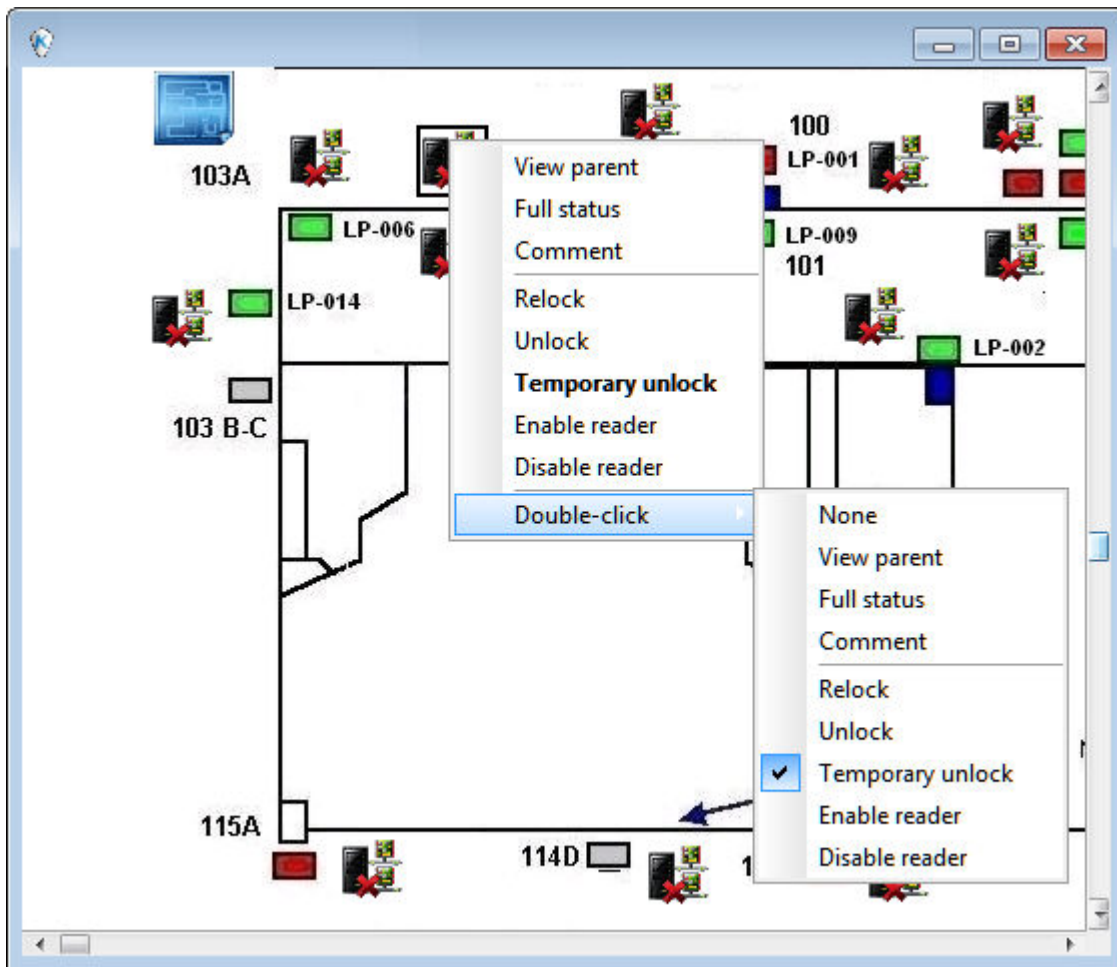 100
LP-001
103A
View parent
Full status
Comment
LP-006
LP-009
101
LP-014
Relock
Unlock
Temporary unlock
Enable reader
Disable reader
Double-click
LP-002
103 B-C
None
View parent
Full status
Comment
Relock
Unlock
Temporary unlock
Enable reader
Disable reader
115A
114D